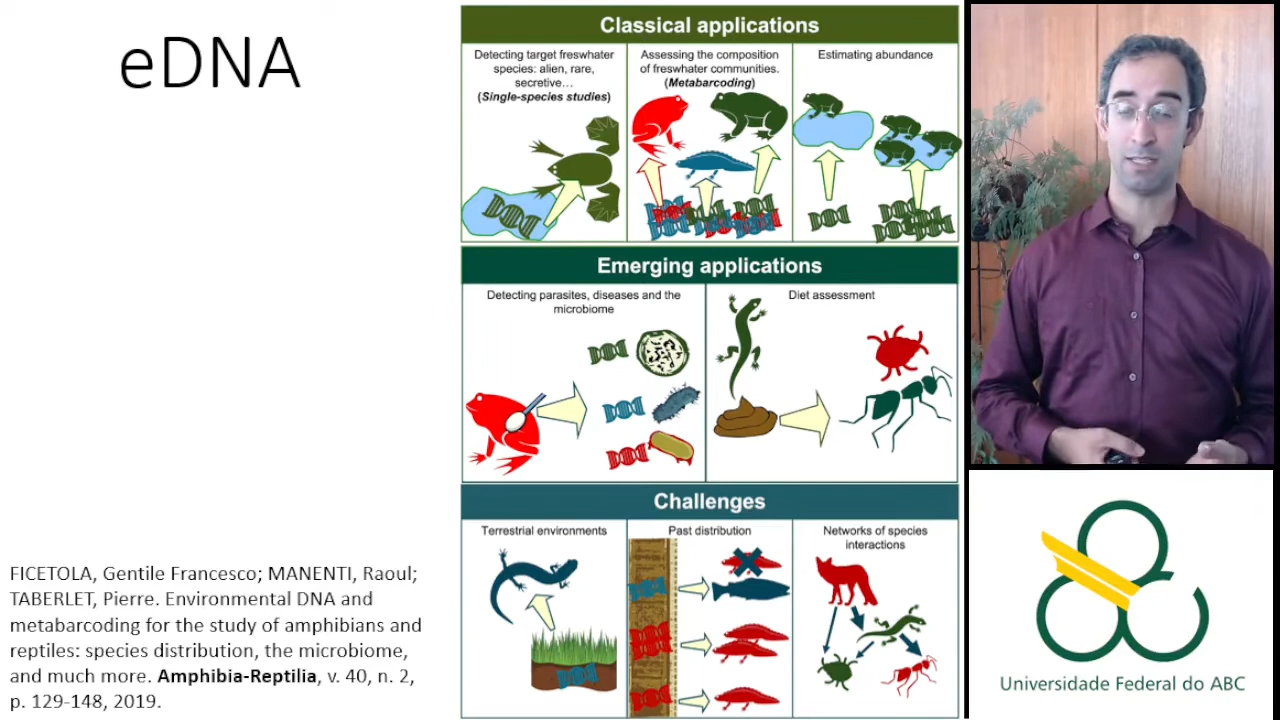 eDNA
Classical applications
Detecting target freswhater
species: alien, rare,
secretive...
(Single-species studies)
Assessing the composition
of freswhater communities.
(Metabarcoding)
Estimating abundance
Emerging applications
Detecting parasites, diseases and the
microbiome
Diet assessment
Challenges
Terrestrial environments
Past distribution
Networks of species
interactions
FICETOLA, Gentile Francesco; MANENTI, Raoul;
TABERLET, Pierre. Environmental DNA and
metabarcoding for the study of amphibians and
reptiles: species distribution, the microbiome,
and much more. Amphibia-Reptilia, v. 40, n. 2,
p. 129-148, 2019.
Universidade Federal do ABC